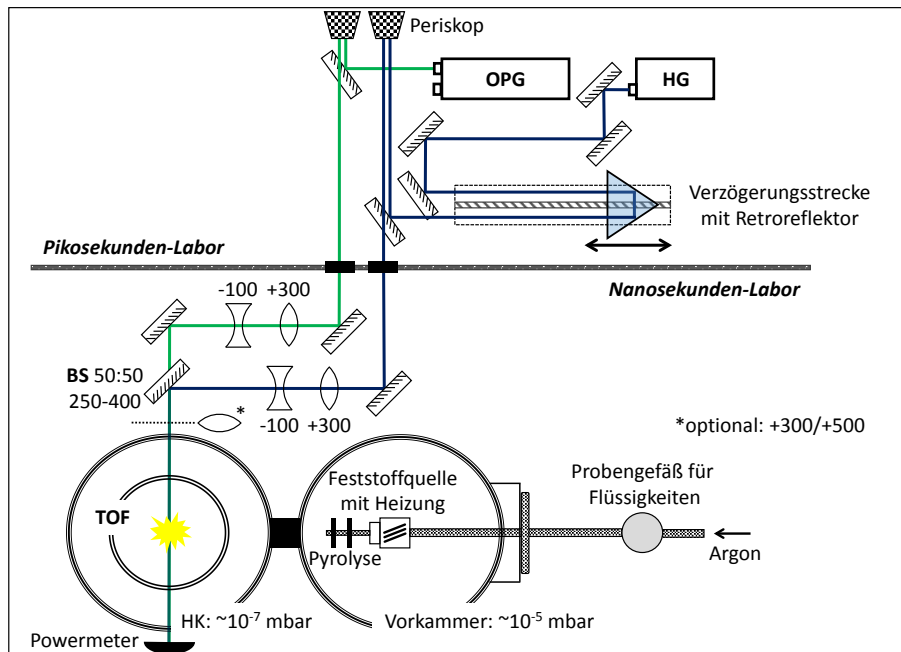 Periskop
OPG
HG
Verzögerungsstrecke
mit Retroreflektor
Pikosekunden-Labor
Nanosekunden-Labor
-100 +300
BS 50:50
250-400
*
-100 +300
*optional: +300/+500
Feststoffquelle
mit Heizung
Probengefäß für
Flüssigkeiten
TOF
Pyrolyse
Argon
HK: ~10⁻⁷ mbar
Vorkammer: ~10⁻⁵ mbar
Powermeter